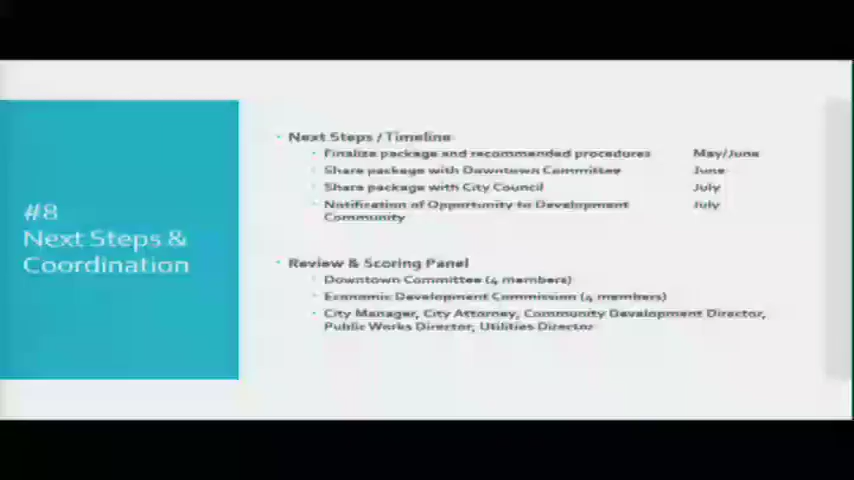 #8
Next Steps &
Coordination
Next Steps / Timeline
Finalize package and recommended procedures May/June
Share package with Downtown Committee June
Share package with City Council July
Notification of Opportunity to Development July
Community
Review & Scoring Panel
Downtown Committee (4 members)
Economic Development Commission (4 members)
City Manager, City Attorney, Community Development Director,
Public Works Director, Utilities Director